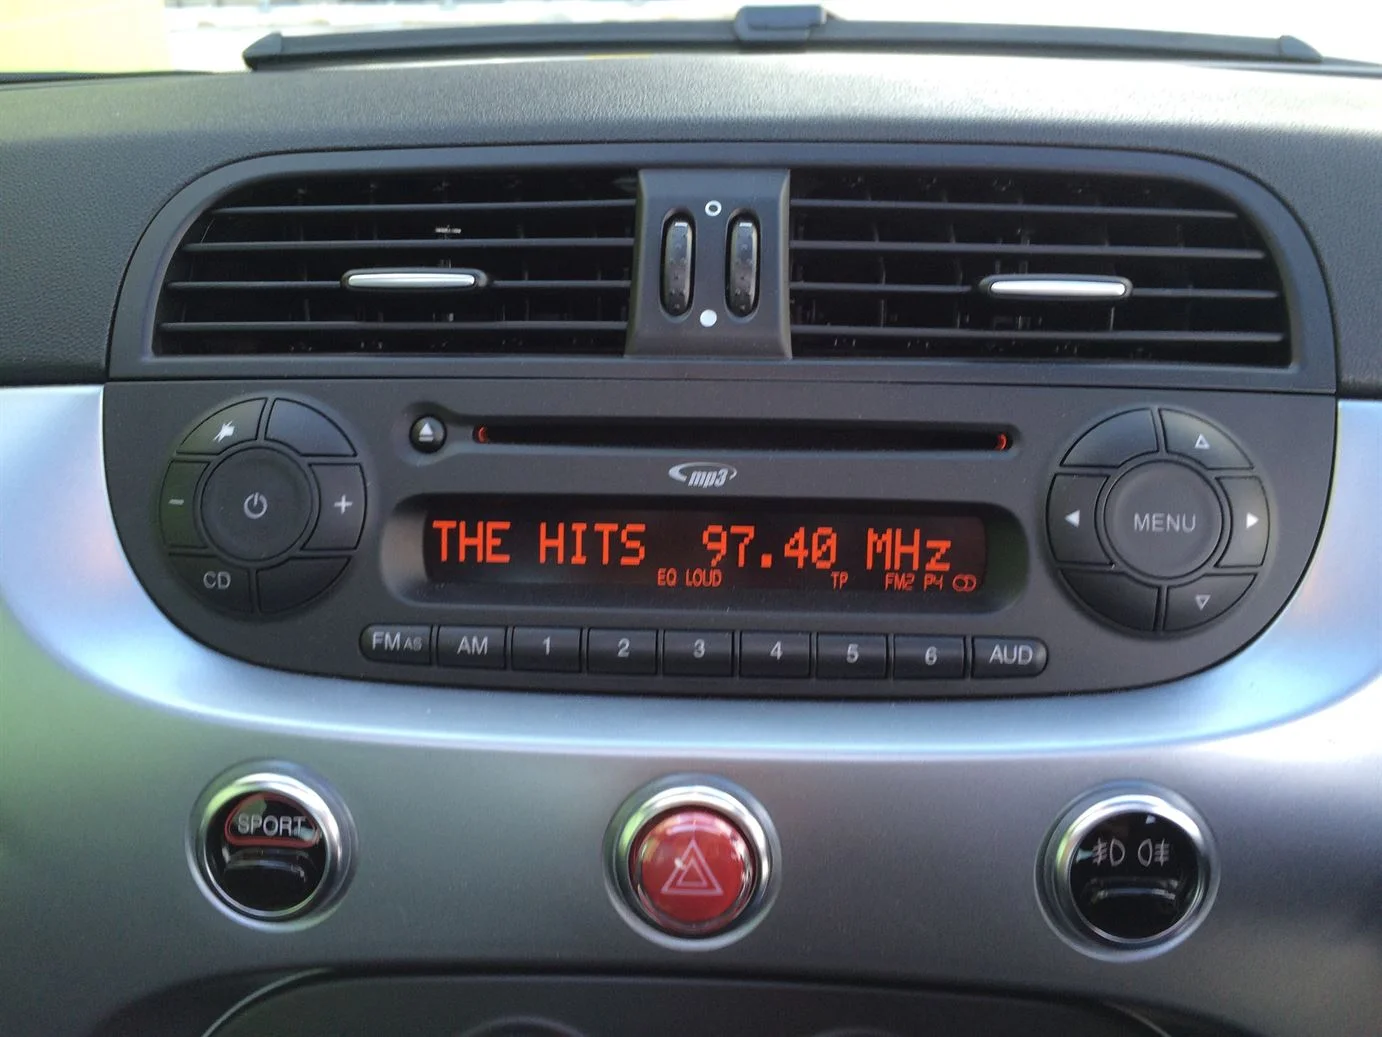 mp3
THE HITS 97.40 MHz
EQ LOUD TP FM2 P4 CD
- +
CD
MENU
FM AS AM 1 2 3 4 5 6 AUD
SPORT